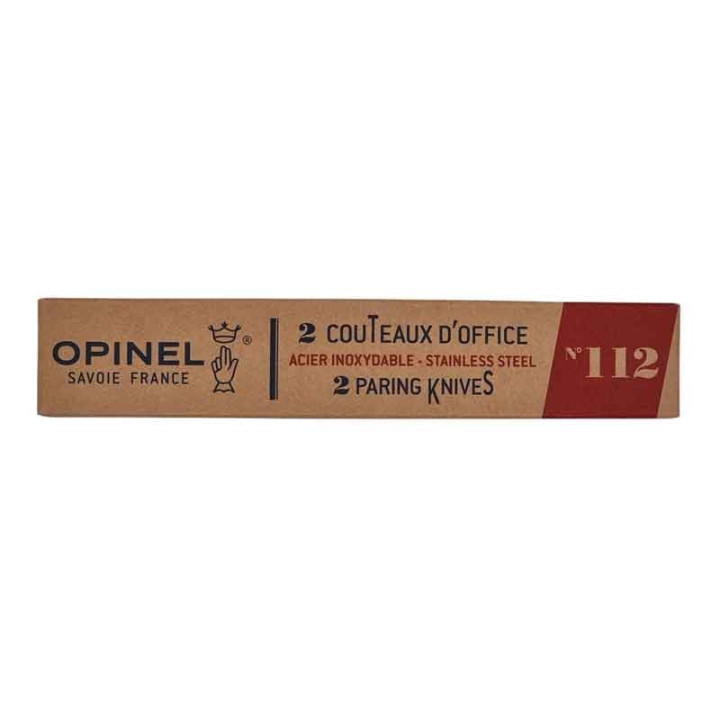 OPINEL®
SAVOIE FRANCE
2 COUTEAUX D'OFFICE
ACIER INOXYDABLE - STAINLESS STEEL
2 PARING KNIVES
N° 112